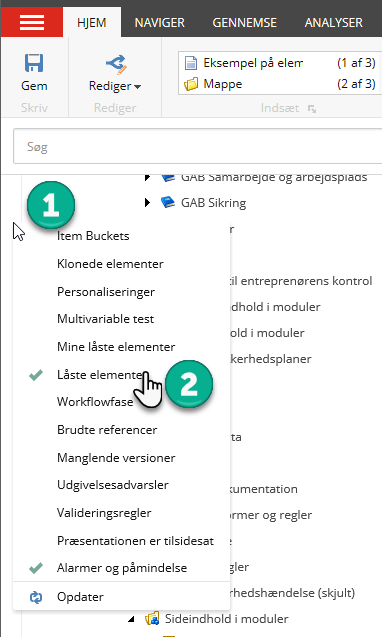 HJEM NAVIGER GENNEMSE ANALYSER
Gem
Rediger
Eksempel på elem (1 af 3)
Mappe (2 af 3)
Skriv Rediger Indsæt
Søg
GAB Samarbejde og arbejdsplads
1
GAB Sikring
Item Buckets
Klonede elementer
til entreprenørens kontrol
Personaliseringer
ndhold i moduler
Multivariable test
hold i moduler
Mine låste elementer
kerhedsplaner
Låste elemente
2
Workflowfase
Brudte referencer
ta
Manglende versioner
Udgivelsesadvarsler
okumentation
Valideringsregler
ormer og regler
Præsentationen er tilsidesat
Alarmer og påmindelse
gler
Opdater
rhedshændelse (skjult)
Sideindhold i moduler